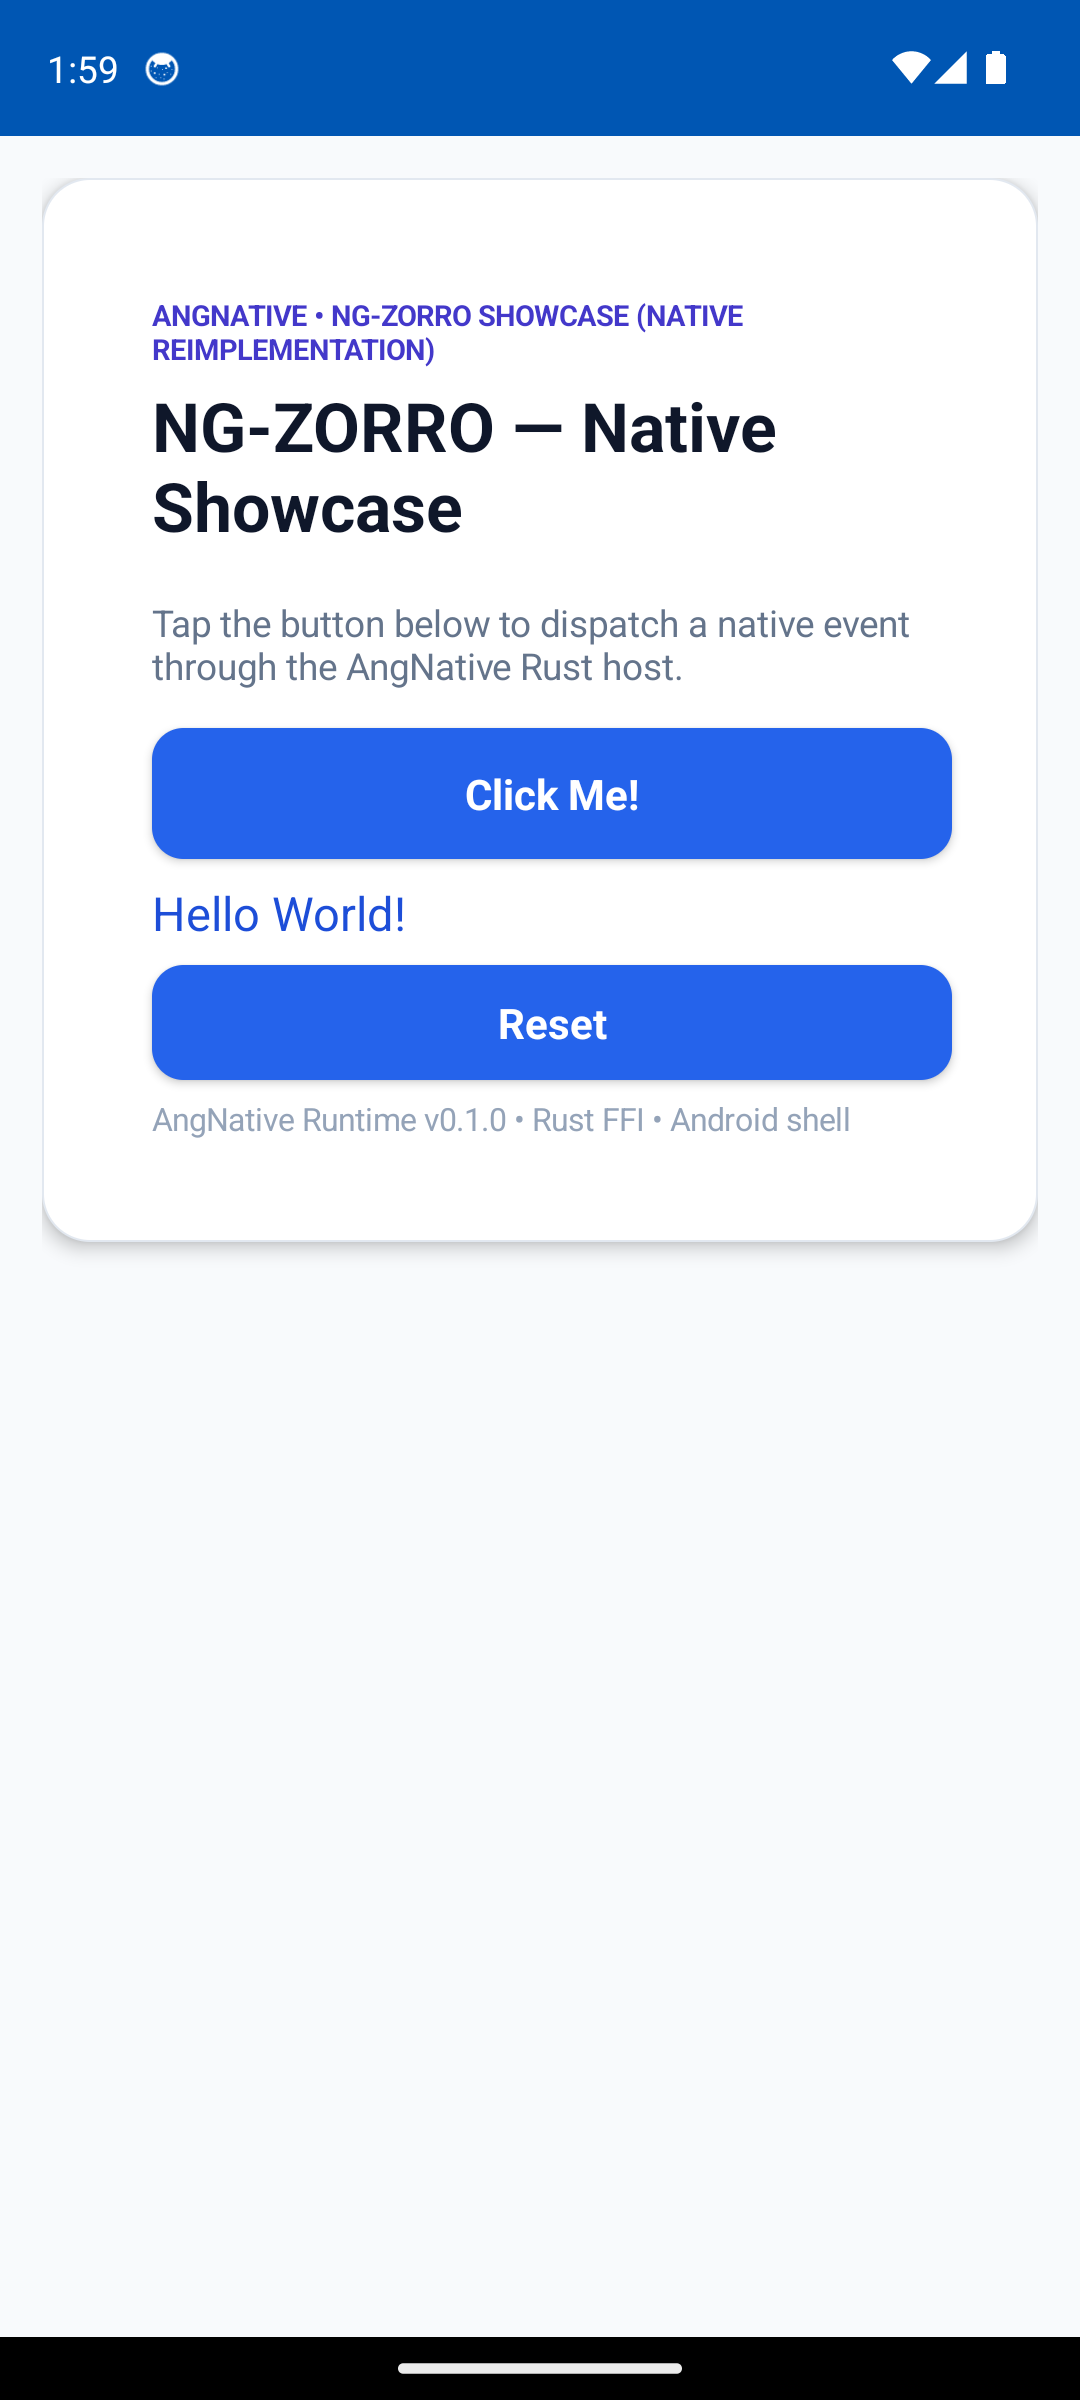 1:59
ANGNATIVE • NG-ZORRO SHOWCASE (NATIVE
REIMPLEMENTATION)
NG-ZORRO — Native
Showcase
Tap the button below to dispatch a native event
through the AngNative Rust host.
Click Me!
Hello World!
Reset
AngNative Runtime v0.1.0 • Rust FFI • Android shell